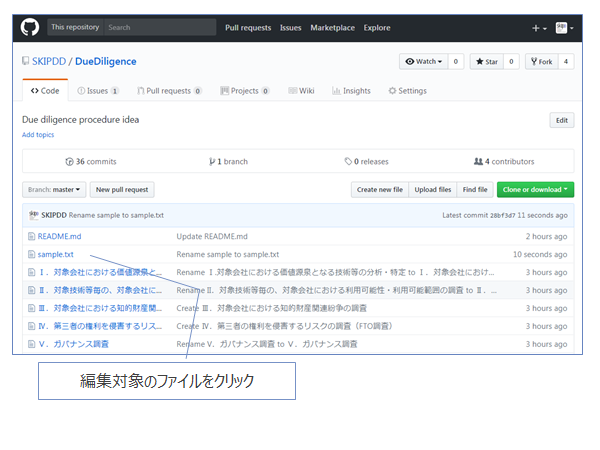 This repository Search Pull requests Issues Marketplace Explore
SKIPDD / DueDiligence Watch 0 Star 0 Fork 4
Code Issues 1 Pull requests 0 Projects 0 Wiki Insights Settings
Due diligence procedure idea Edit
Add topics
36 commits 1 branch 0 releases 4 contributors
Branch: master New pull request Create new file Upload files Find file Clone or download
SKIPDD Rename sample to sample.txt Latest commit 28bf3d7 11 seconds ago
README.md Update README.md 2 hours ago
sample.txt Rename sample to sample.txt 10 seconds ago
Ⅰ．対象会社における価値源泉と... Rename Ⅰ.対象会社における価値源泉となる技術等の分析・特定 to Ⅰ．対象会社におけ... 3 hours ago
Ⅱ．対象技術等毎の、対象会社に... Rename Ⅱ．対象技術等毎の、対象会社における利用可能性・利用可能範囲の調査 to Ⅱ．... 3 hours ago
Ⅲ．対象会社における知的財産関... Create Ⅲ．対象会社における知的財産関連紛争の調査 3 hours ago
Ⅳ．第三者の権利を侵害するリス... Create Ⅳ．第三者の権利を侵害するリスクの調査（FTO調査） 3 hours ago
Ⅴ．ガバナンス調査 Rename Ⅴ．ガバナンス調査 to Ⅴ．ガバナンス調査 3 hours ago
編集対象のファイルをクリック